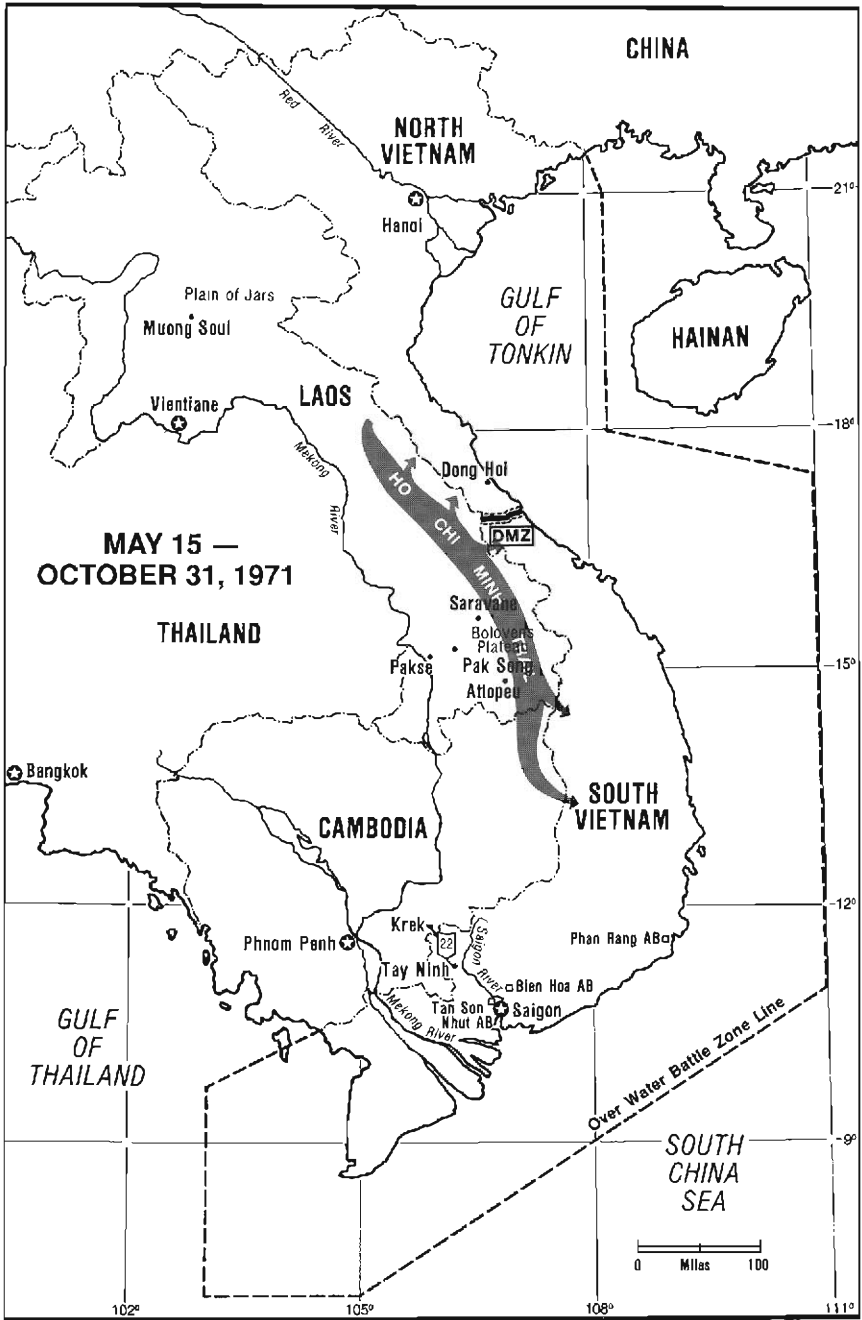 CHINA
Red
River
NORTH
VIETNAM
21°
Hanoi
Plain of Jars
Muong Soui
GULF
OF
TONKIN
HAINAN
LAOS
Vientiane
18°
Mekong
River
Dong Hoi
HO
CHI
MINH
TRAIL
DMZ
MAY 15 —
OCTOBER 31, 1971
THAILAND
Saravane
Bolovens
Plateau
Pakse
Pak Song
15°
Attopeu
Bangkok
SOUTH
VIETNAM
CAMBODIA
12°
Krek
22
Saigon
River
Phan Rang AB
Phnom Penh
Tay Ninh
Bien Hoa AB
Tan Son
Nhut AB
Saigon
Mekong River
GULF
OF
THAILAND
Over Water Battle Zone Line
9°
SOUTH
CHINA
SEA
0 Miles 100
102° 105° 108° 111°